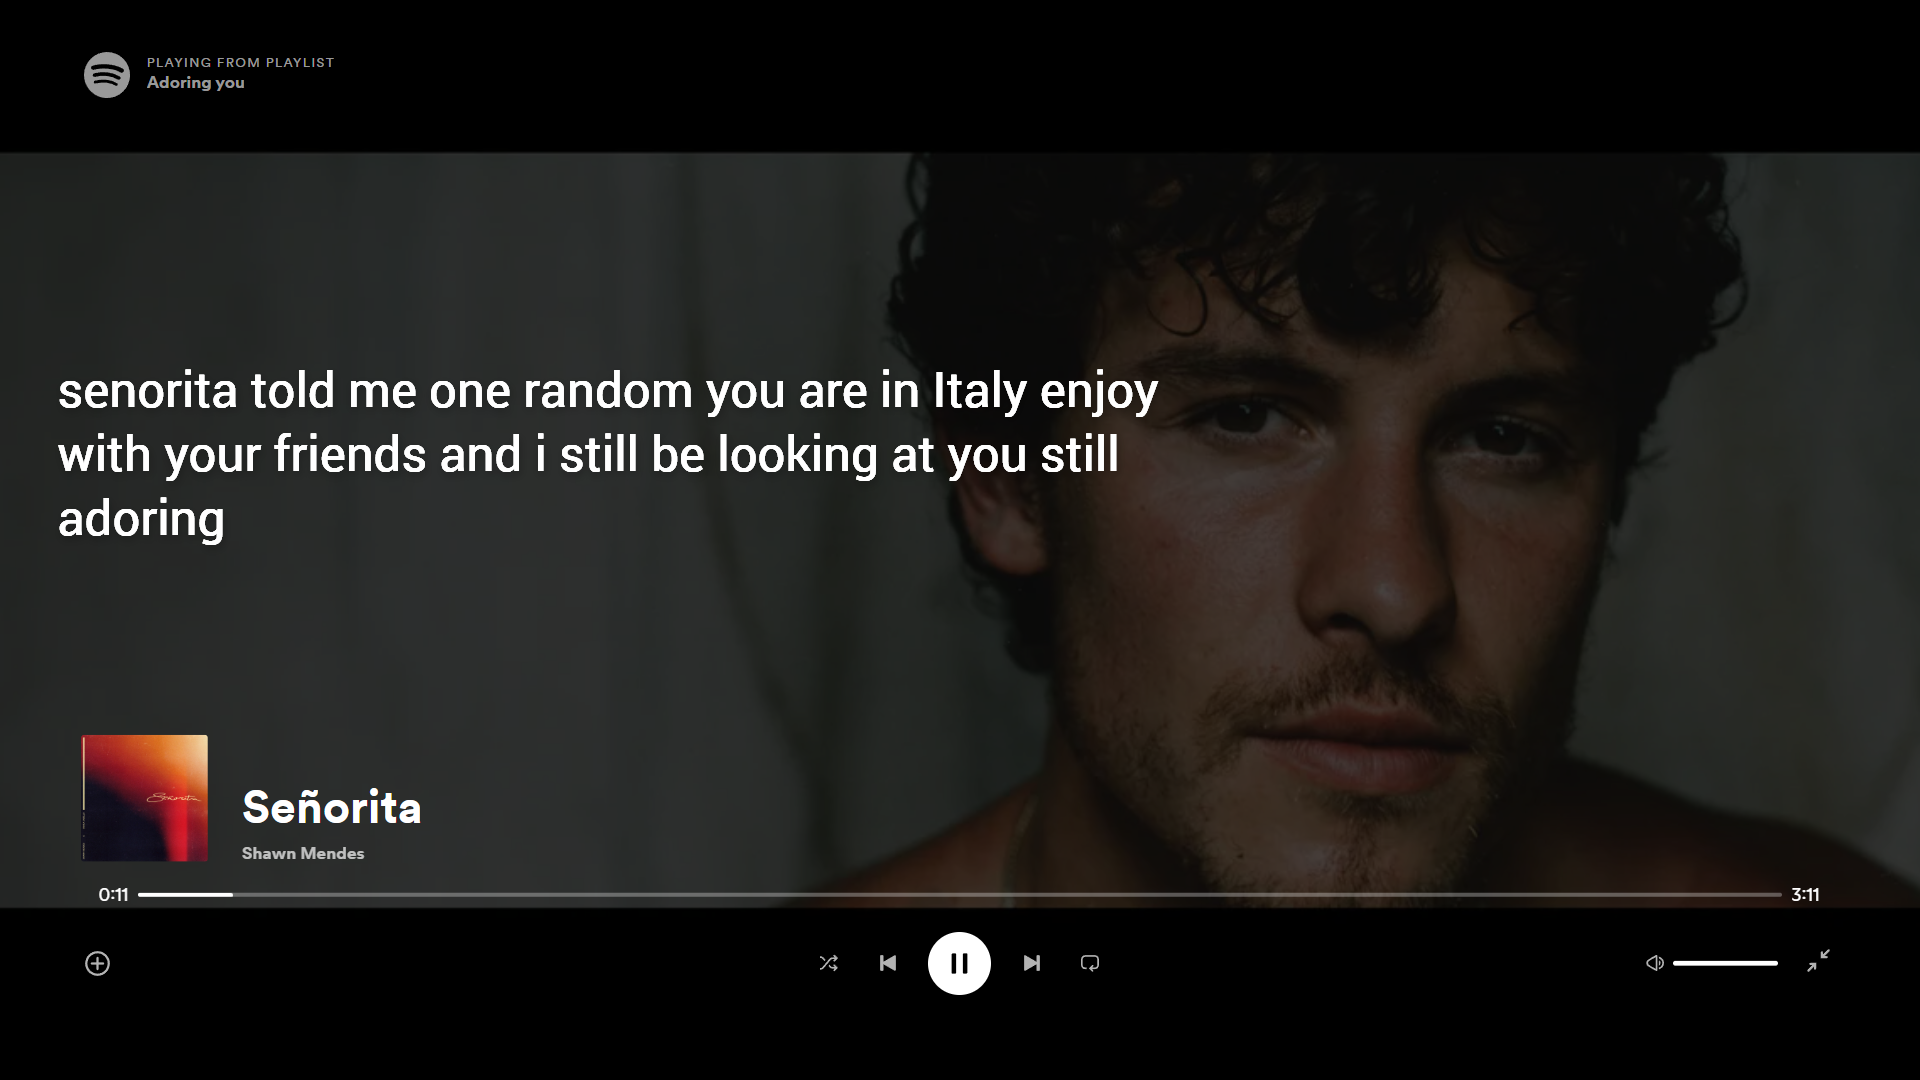 PLAYING FROM PLAYLIST
Adoring you
senorita told me one random you are in Italy enjoy
with your friends and i still be looking at you still
adoring
Señorita
Señorita
Shawn Mendes
0:11
3:11